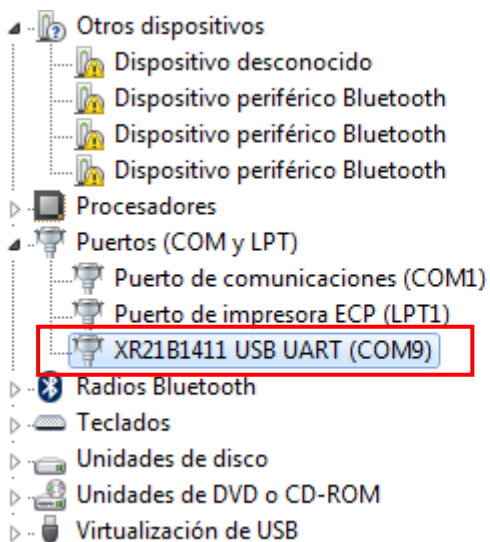 Otros dispositivos
Dispositivo desconocido
Dispositivo periférico Bluetooth
Dispositivo periférico Bluetooth
Dispositivo periférico Bluetooth
Procesadores
Puertos (COM y LPT)
Puerto de comunicaciones (COM1)
Puerto de impresora ECP (LPT1)
XR21B1411 USB UART (COM9)
Radios Bluetooth
Teclados
Unidades de disco
Unidades de DVD o CD-ROM
Virtualización de USB